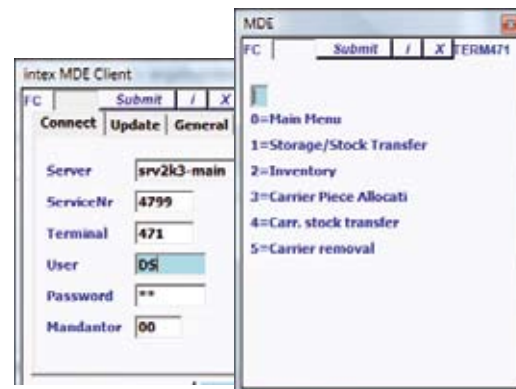 intex MDE Client
FC Submit / X
Connect Update General
Server srv2k3-main
ServiceNr 4799
Terminal 471
User DS
Password **
Mandantor 00
MDE
FC Submit / X TERM471
0=Main Menu
1=Storage/Stock Transfer
2=Inventory
3=Carrier Piece Allocati
4=Carr. stock transfer
5=Carrier removal